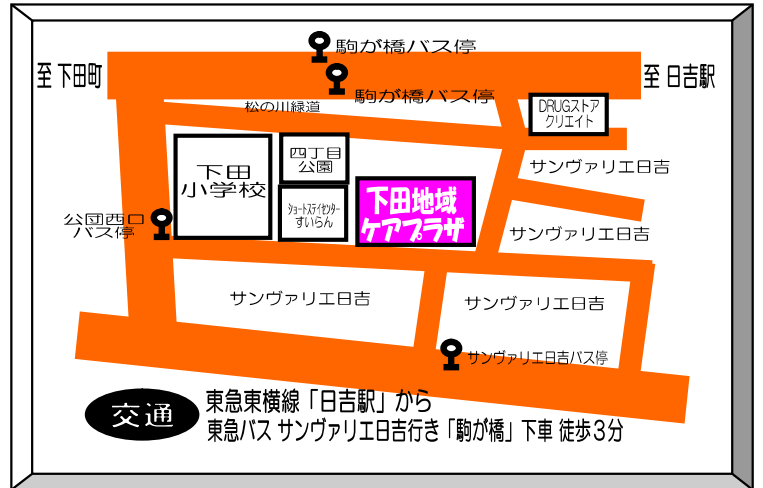 駒が橋バス停
至 下田町
至 日吉駅
駒が橋バス停
松の川緑道
DRUGストア
クリエイト
下田
小学校
四丁目
公園
サンヴァリエ日吉
ショートステイセンター
すいらん
下田地域
ケアプラザ
公団西口
バス停
サンヴァリエ日吉
サンヴァリエ日吉
サンヴァリエ日吉
サンヴァリエ日吉バス停
交通
東急東横線「日吉駅」から
東急バス サンヴァリエ日吉行き「駒が橋」下車 徒歩3分